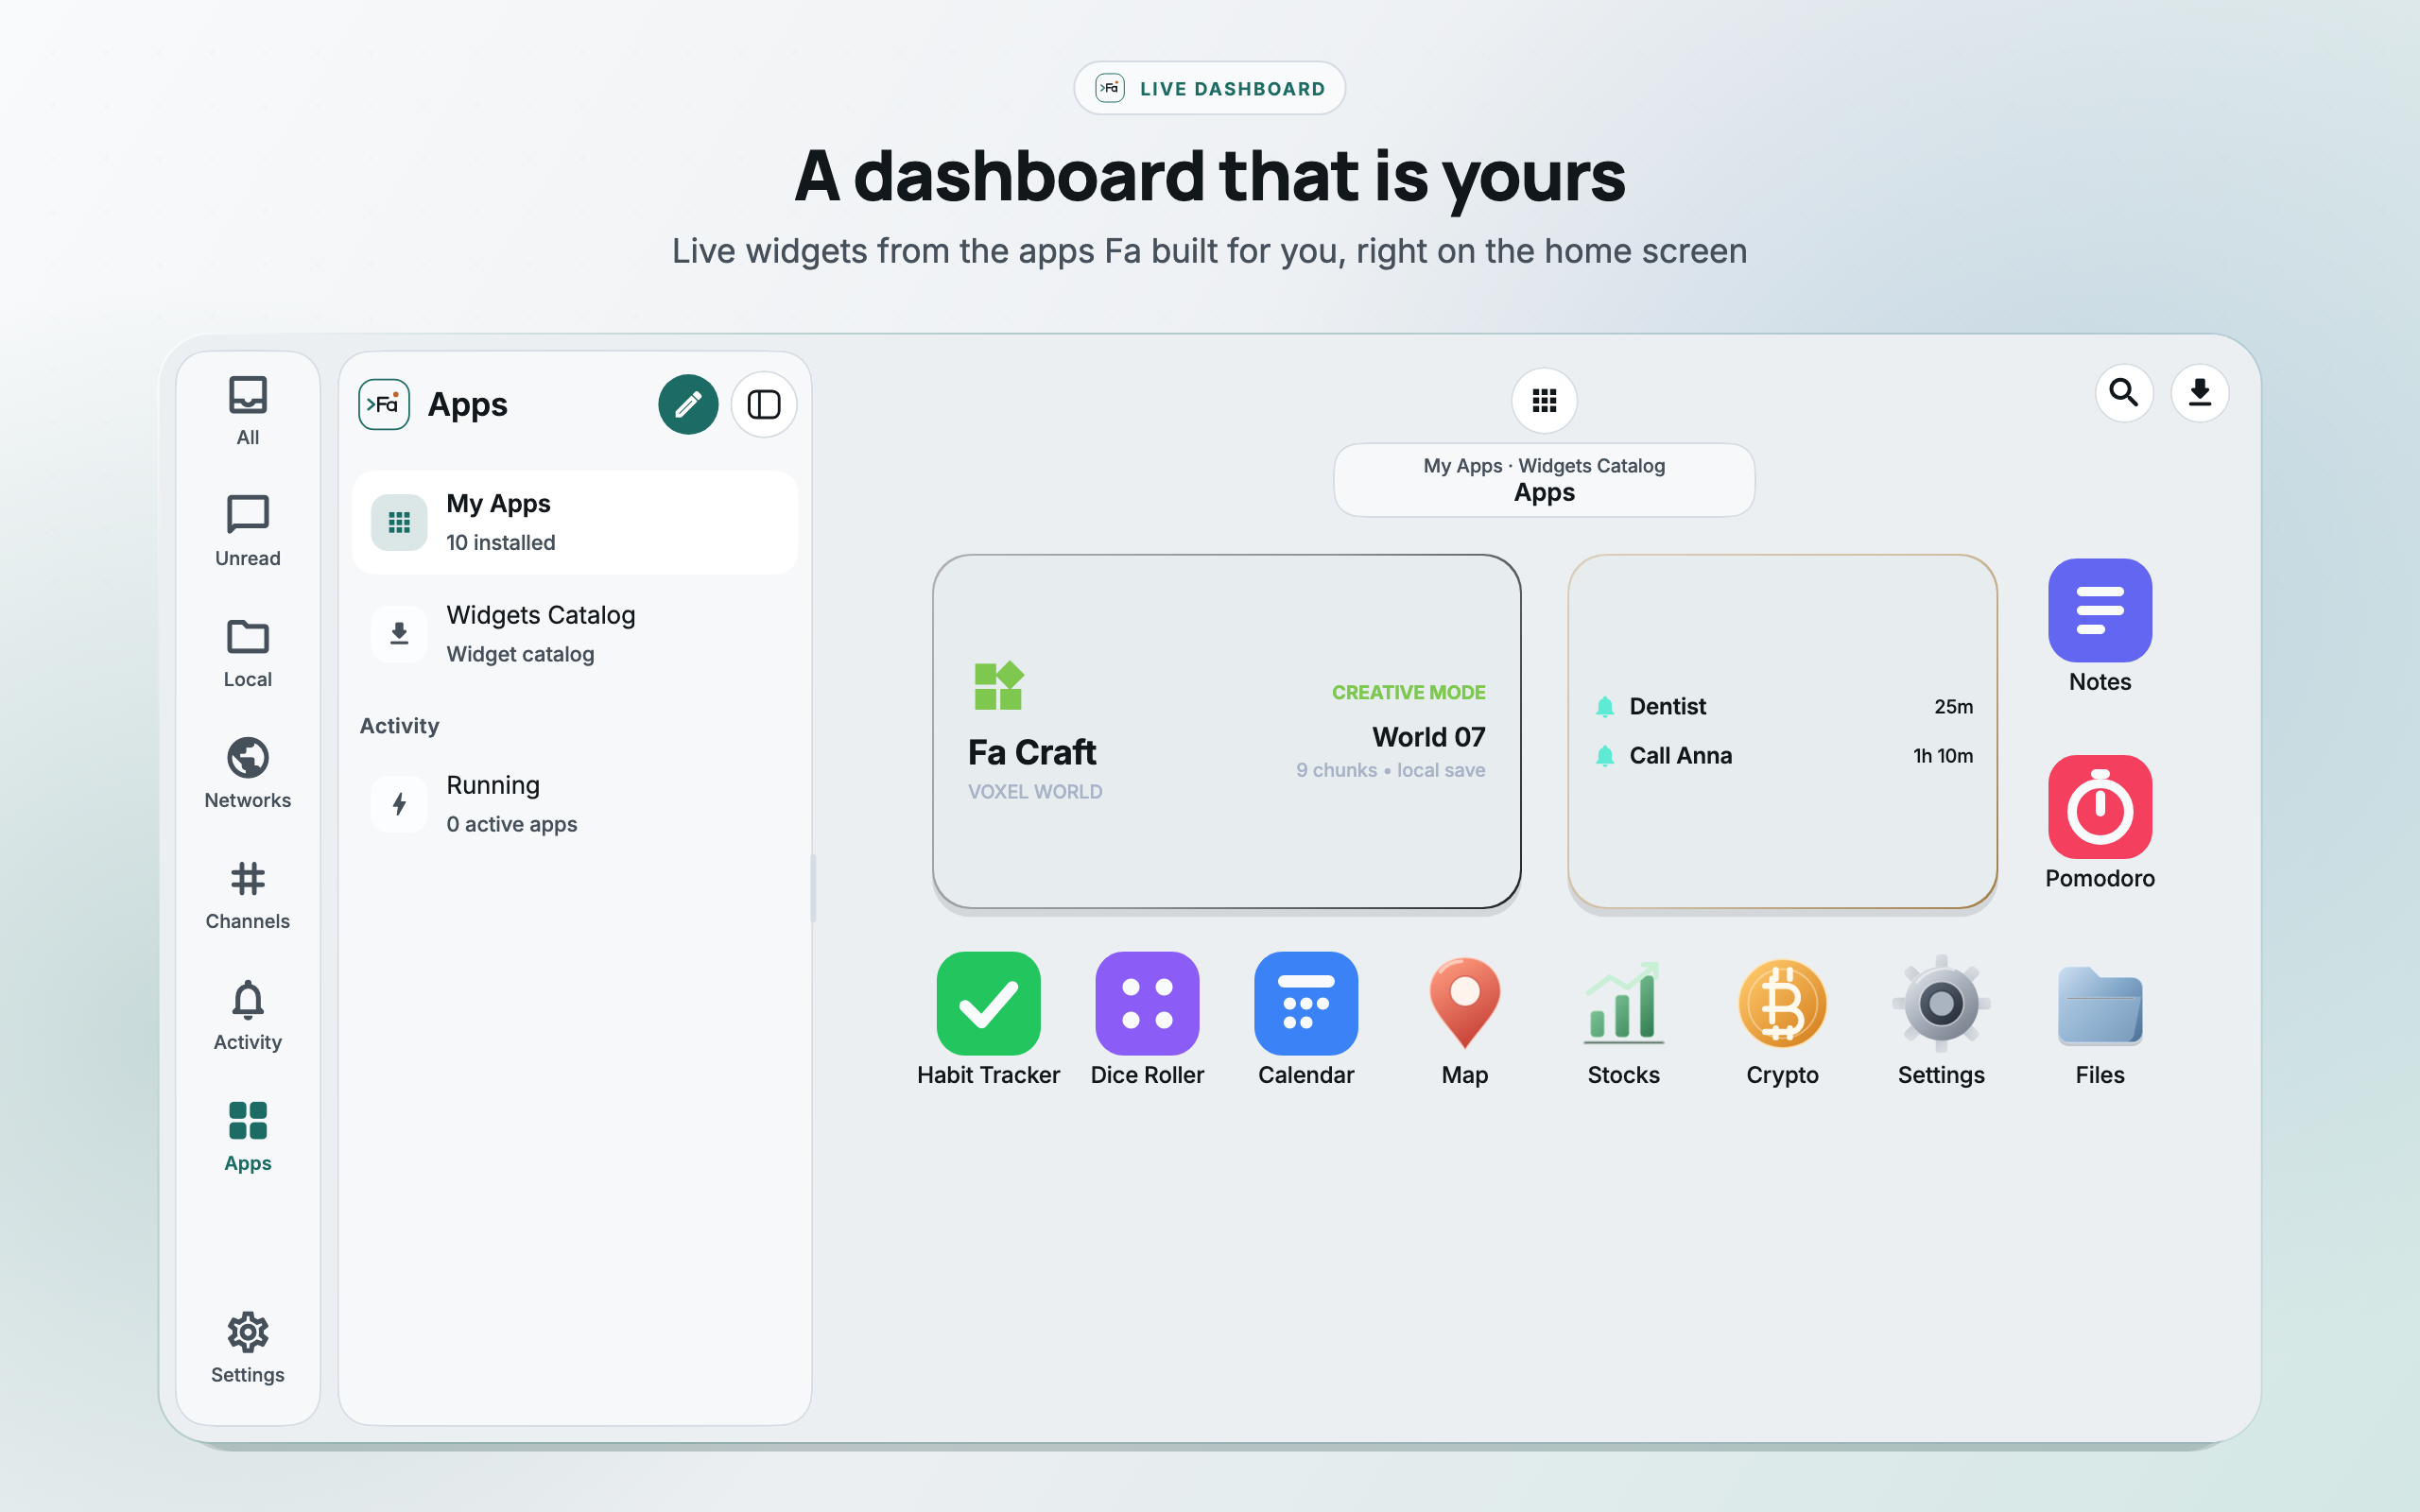 >Fa LIVE DASHBOARD
A dashboard that is yours
Live widgets from the apps Fa built for you, right on the home screen
All
Unread
Local
Networks
Channels
Activity
Apps
Settings
>Fa Apps
My Apps
10 installed
Widgets Catalog
Widget catalog
Activity
Running
0 active apps
My Apps · Widgets Catalog
Apps
Fa Craft
VOXEL WORLD
CREATIVE MODE
World 07
9 chunks • local save
Dentist 25m
Call Anna 1h 10m
Notes
Pomodoro
Habit Tracker Dice Roller Calendar Map Stocks Crypto Settings Files